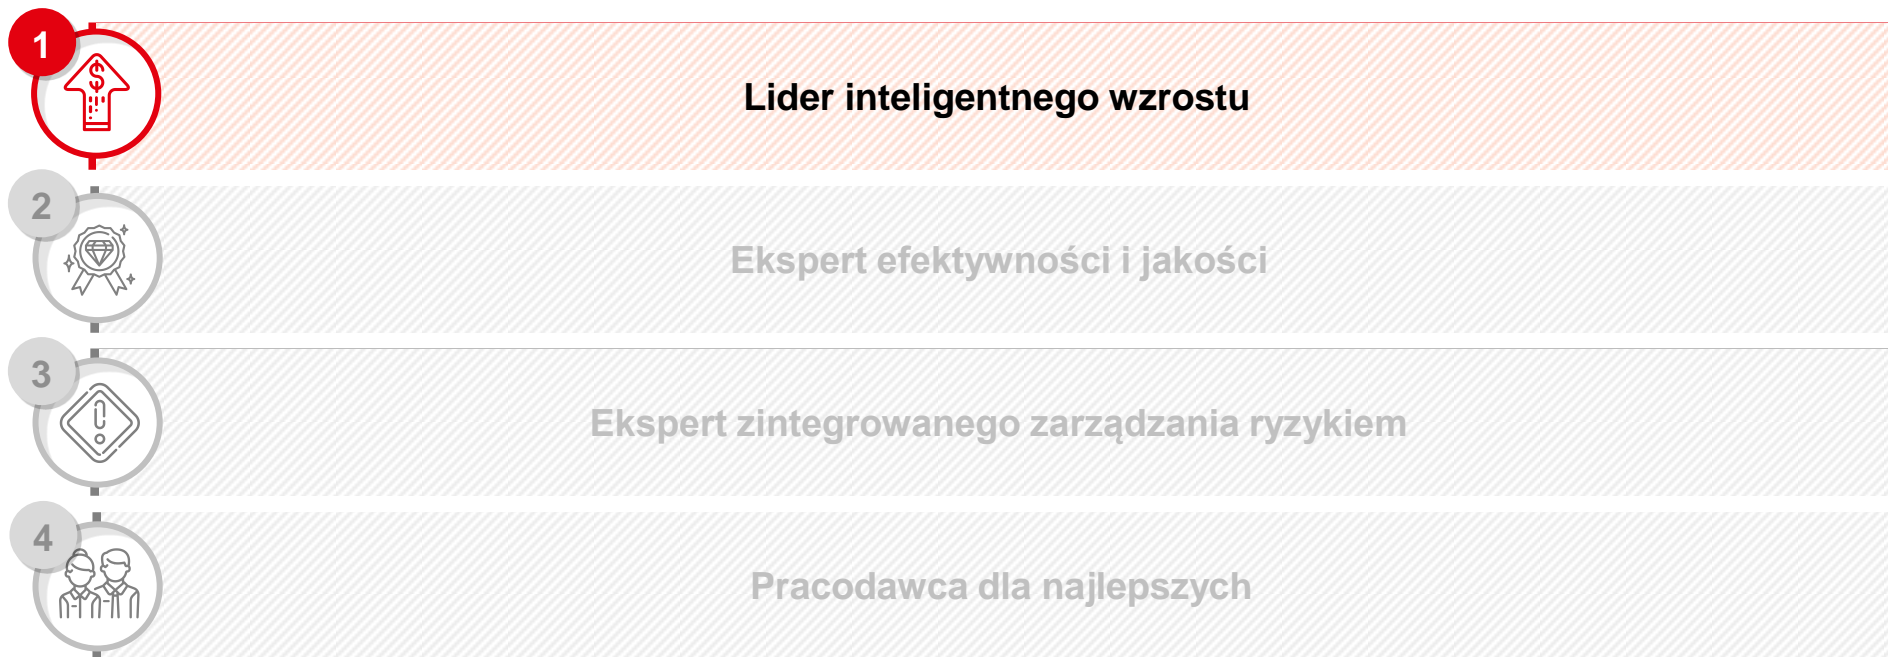 1
Lider inteligentnego wzrostu
2
Ekspert efektywności i jakości
3
Ekspert zintegrowanego zarządzania ryzykiem
4
Pracodawca dla najlepszych